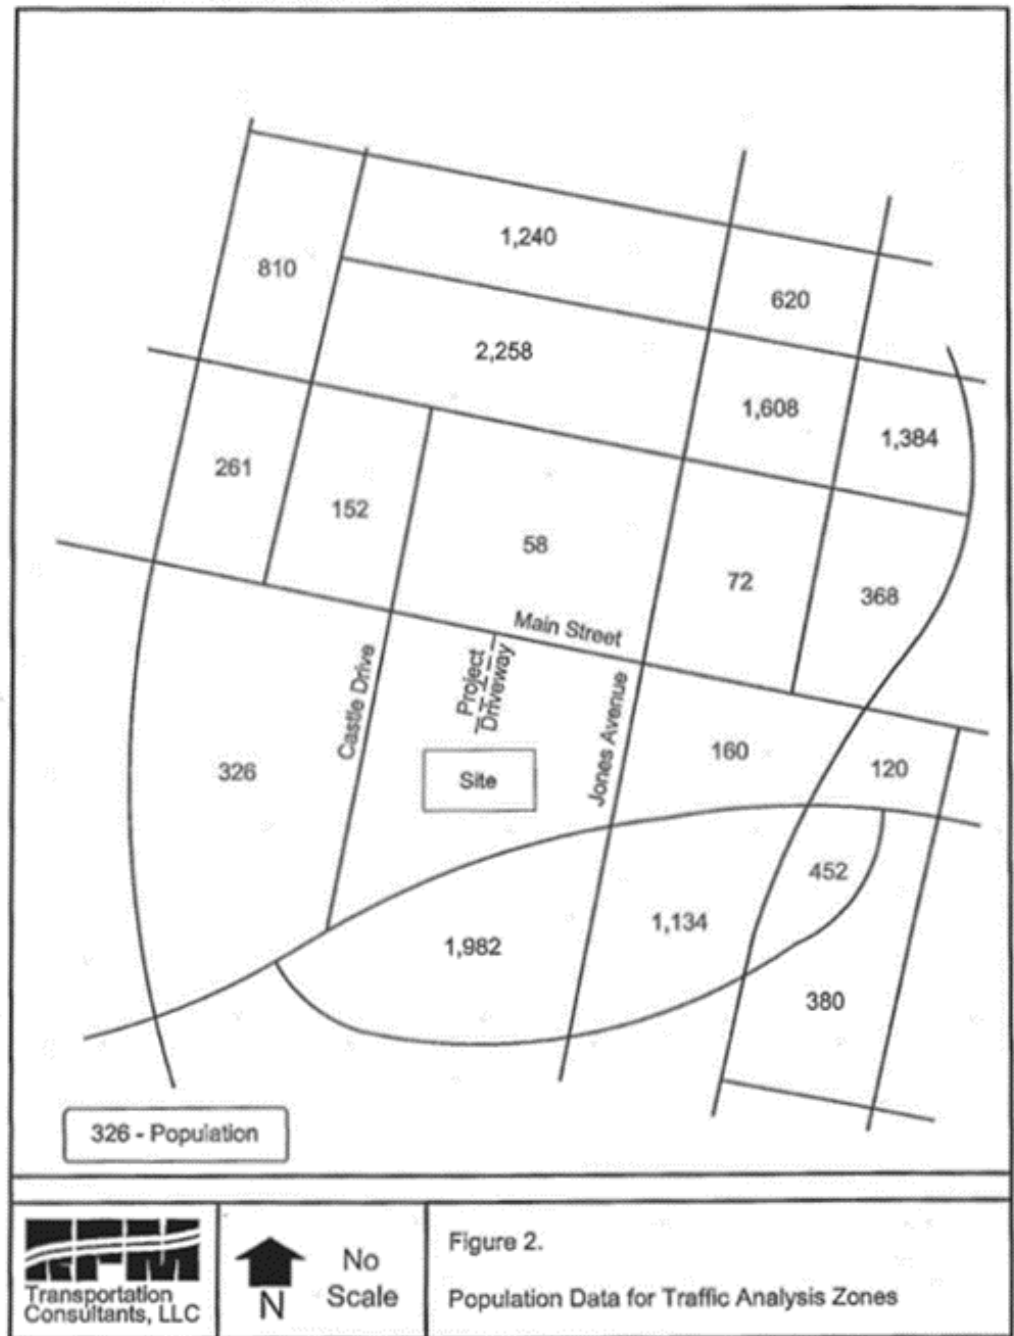 1,240
810
620
2,258
1,608
1,384
261
152
58
72
368
Main Street
Project
Driveway
Castle Drive
Jones Avenue
160
326
120
Site
452
1,134
1,982
380
326 - Population
Transportation
Consultants, LLC
N
No
Scale
Figure 2.
Population Data for Traffic Analysis Zones